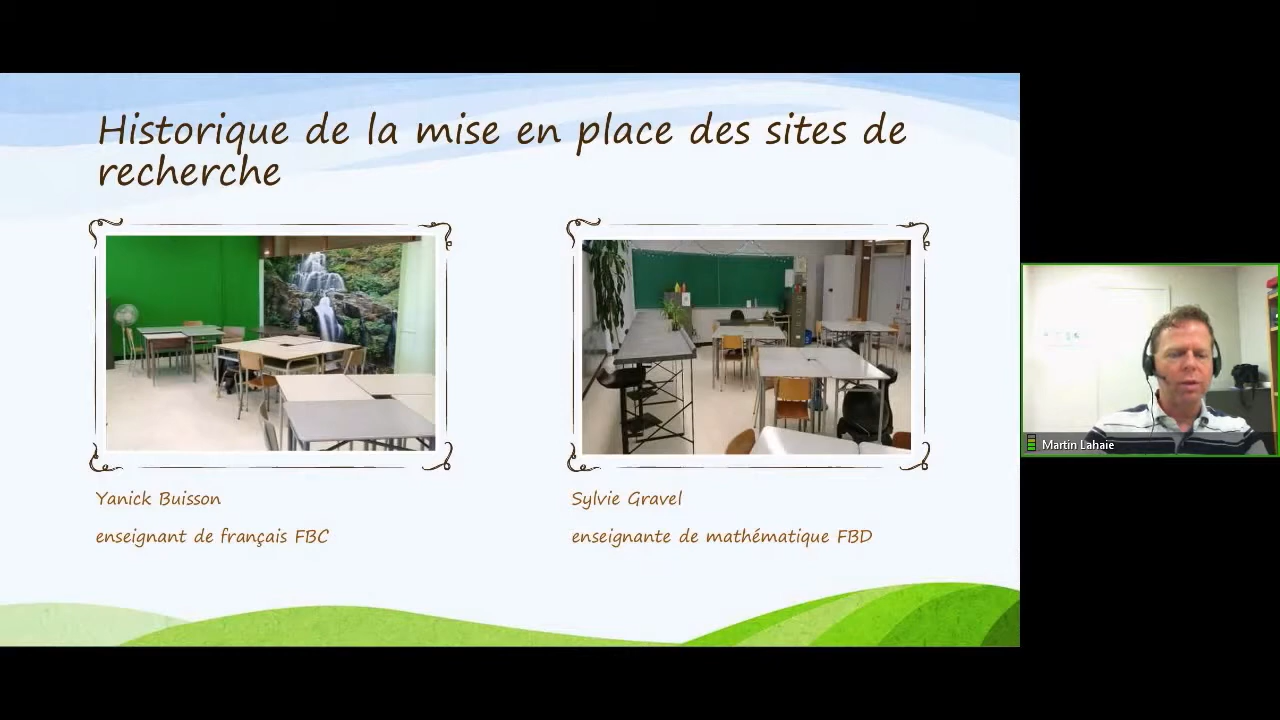 Historique de la mise en place des sites de
recherche
Yanick Buisson
enseignant de français FBC
Sylvie Gravel
enseignante de mathématique FBD
Martin Lahaie